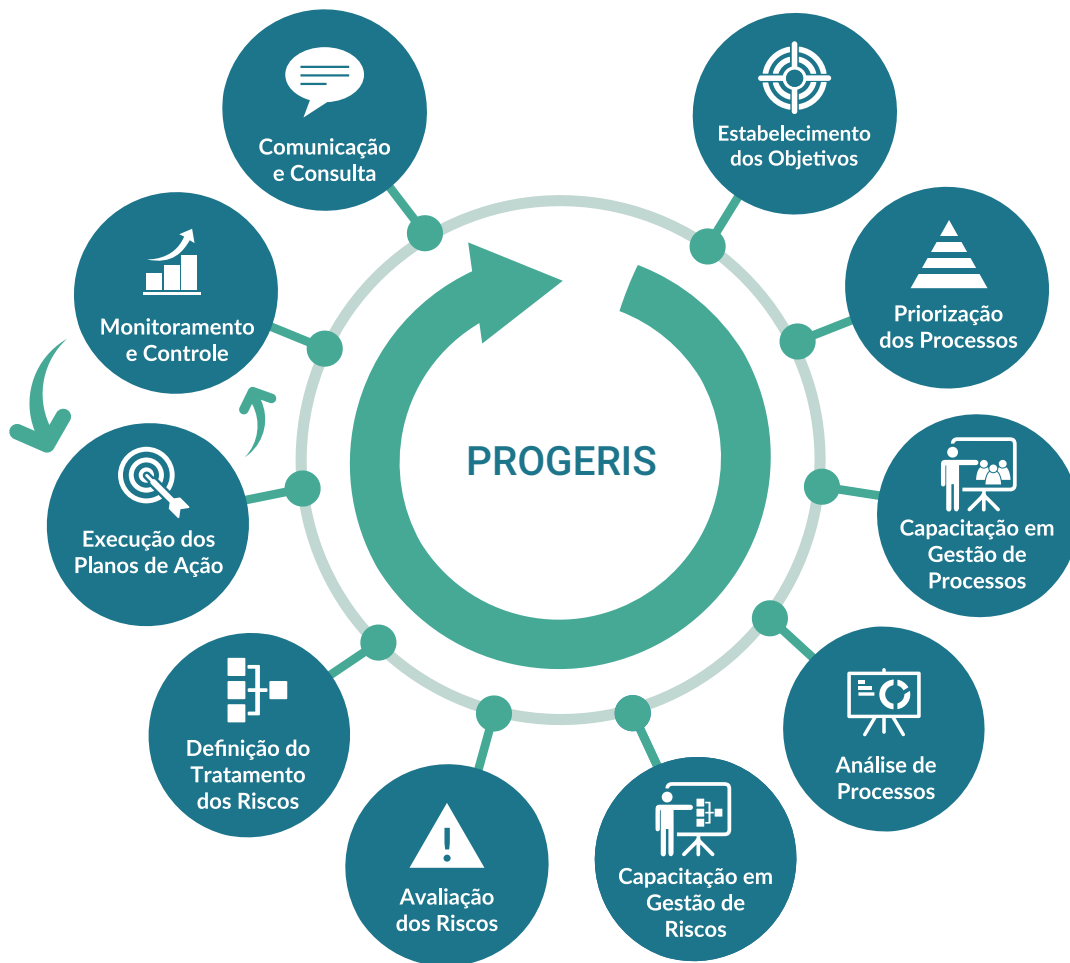 Comunicação
e Consulta
Estabelecimento
dos Objetivos
Priorização
dos Processos
Monitoramento
e Controle
PROGERIS
Capacitação em
Gestão de
Processos
Execução dos
Planos de Ação
Análise de
Processos
Definição do
Tratamento
dos Riscos
Capacitação em
Gestão de
Riscos
Avaliação
dos Riscos